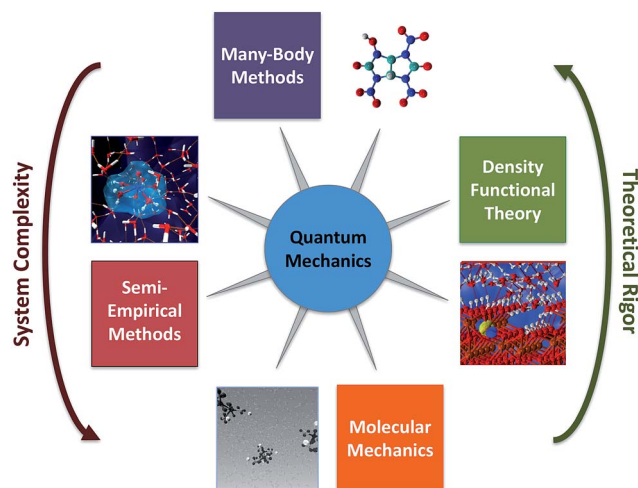 Many-Body
Methods
System Complexity
Density
Functional
Theory
Theoretical Rigor
Quantum
Mechanics
Semi-
Empirical
Methods
Molecular
Mechanics